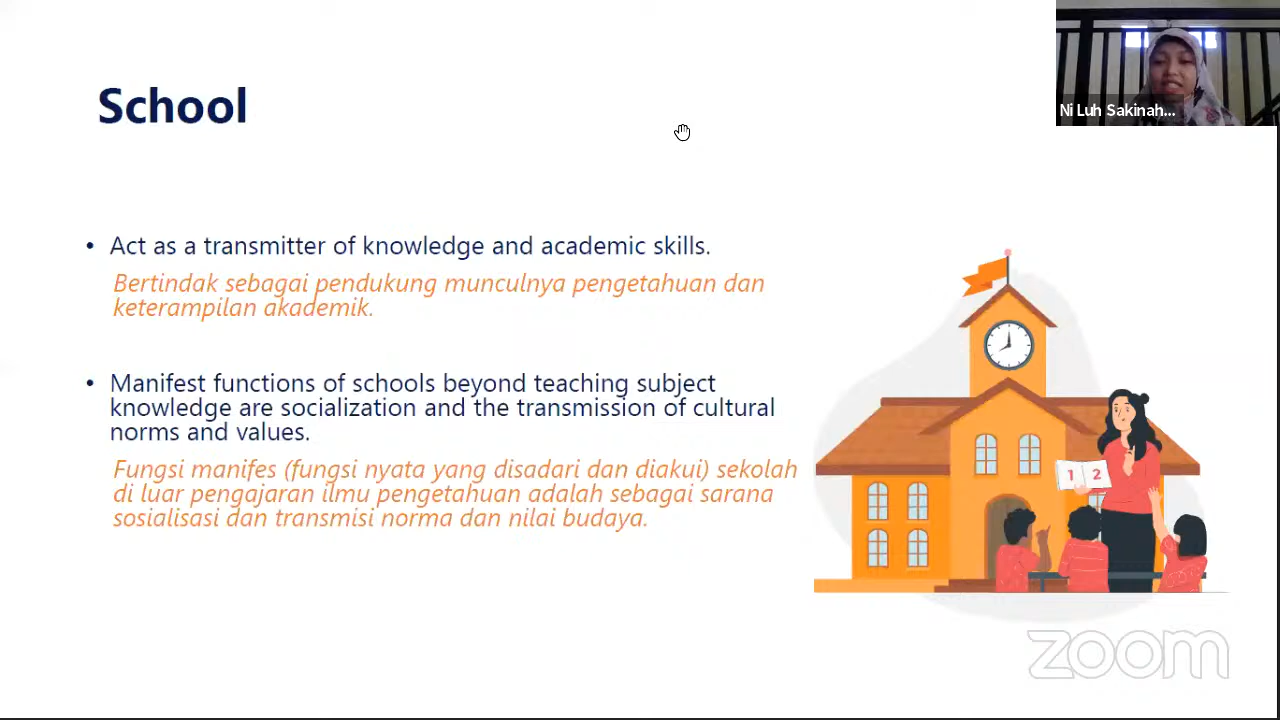 School
Ni Luh Sakinah...
• Act as a transmitter of knowledge and academic skills.
Bertindak sebagai pendukung munculnya pengetahuan dan
keterampilan akademik.
• Manifest functions of schools beyond teaching subject
knowledge are socialization and the transmission of cultural
norms and values.
Fungsi manifes (fungsi nyata yang disadari dan diakui) sekolah
di luar pengajaran ilmu pengetahuan adalah sebagai sarana
sosialisasi dan transmisi norma dan nilai budaya.
1 2
zoom